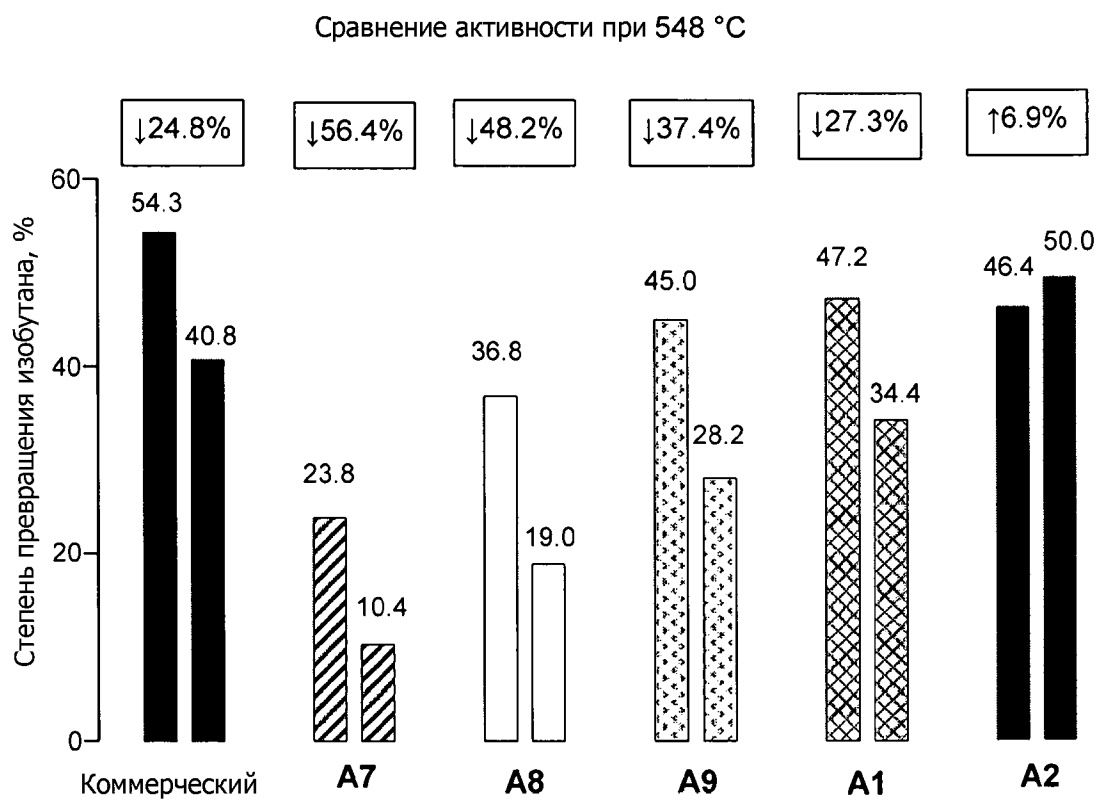 Сравнение активности при 548 °C
↓24.8% ↓56.4% ↓48.2% ↓37.4% ↓27.3% ↑6.9%
Степень превращения изобутана, %
60
40
20
0
54.3 40.8
23.8 10.4
36.8 19.0
45.0 28.2
47.2 34.4
46.4 50.0
Коммерческий A7 A8 A9 A1 A2